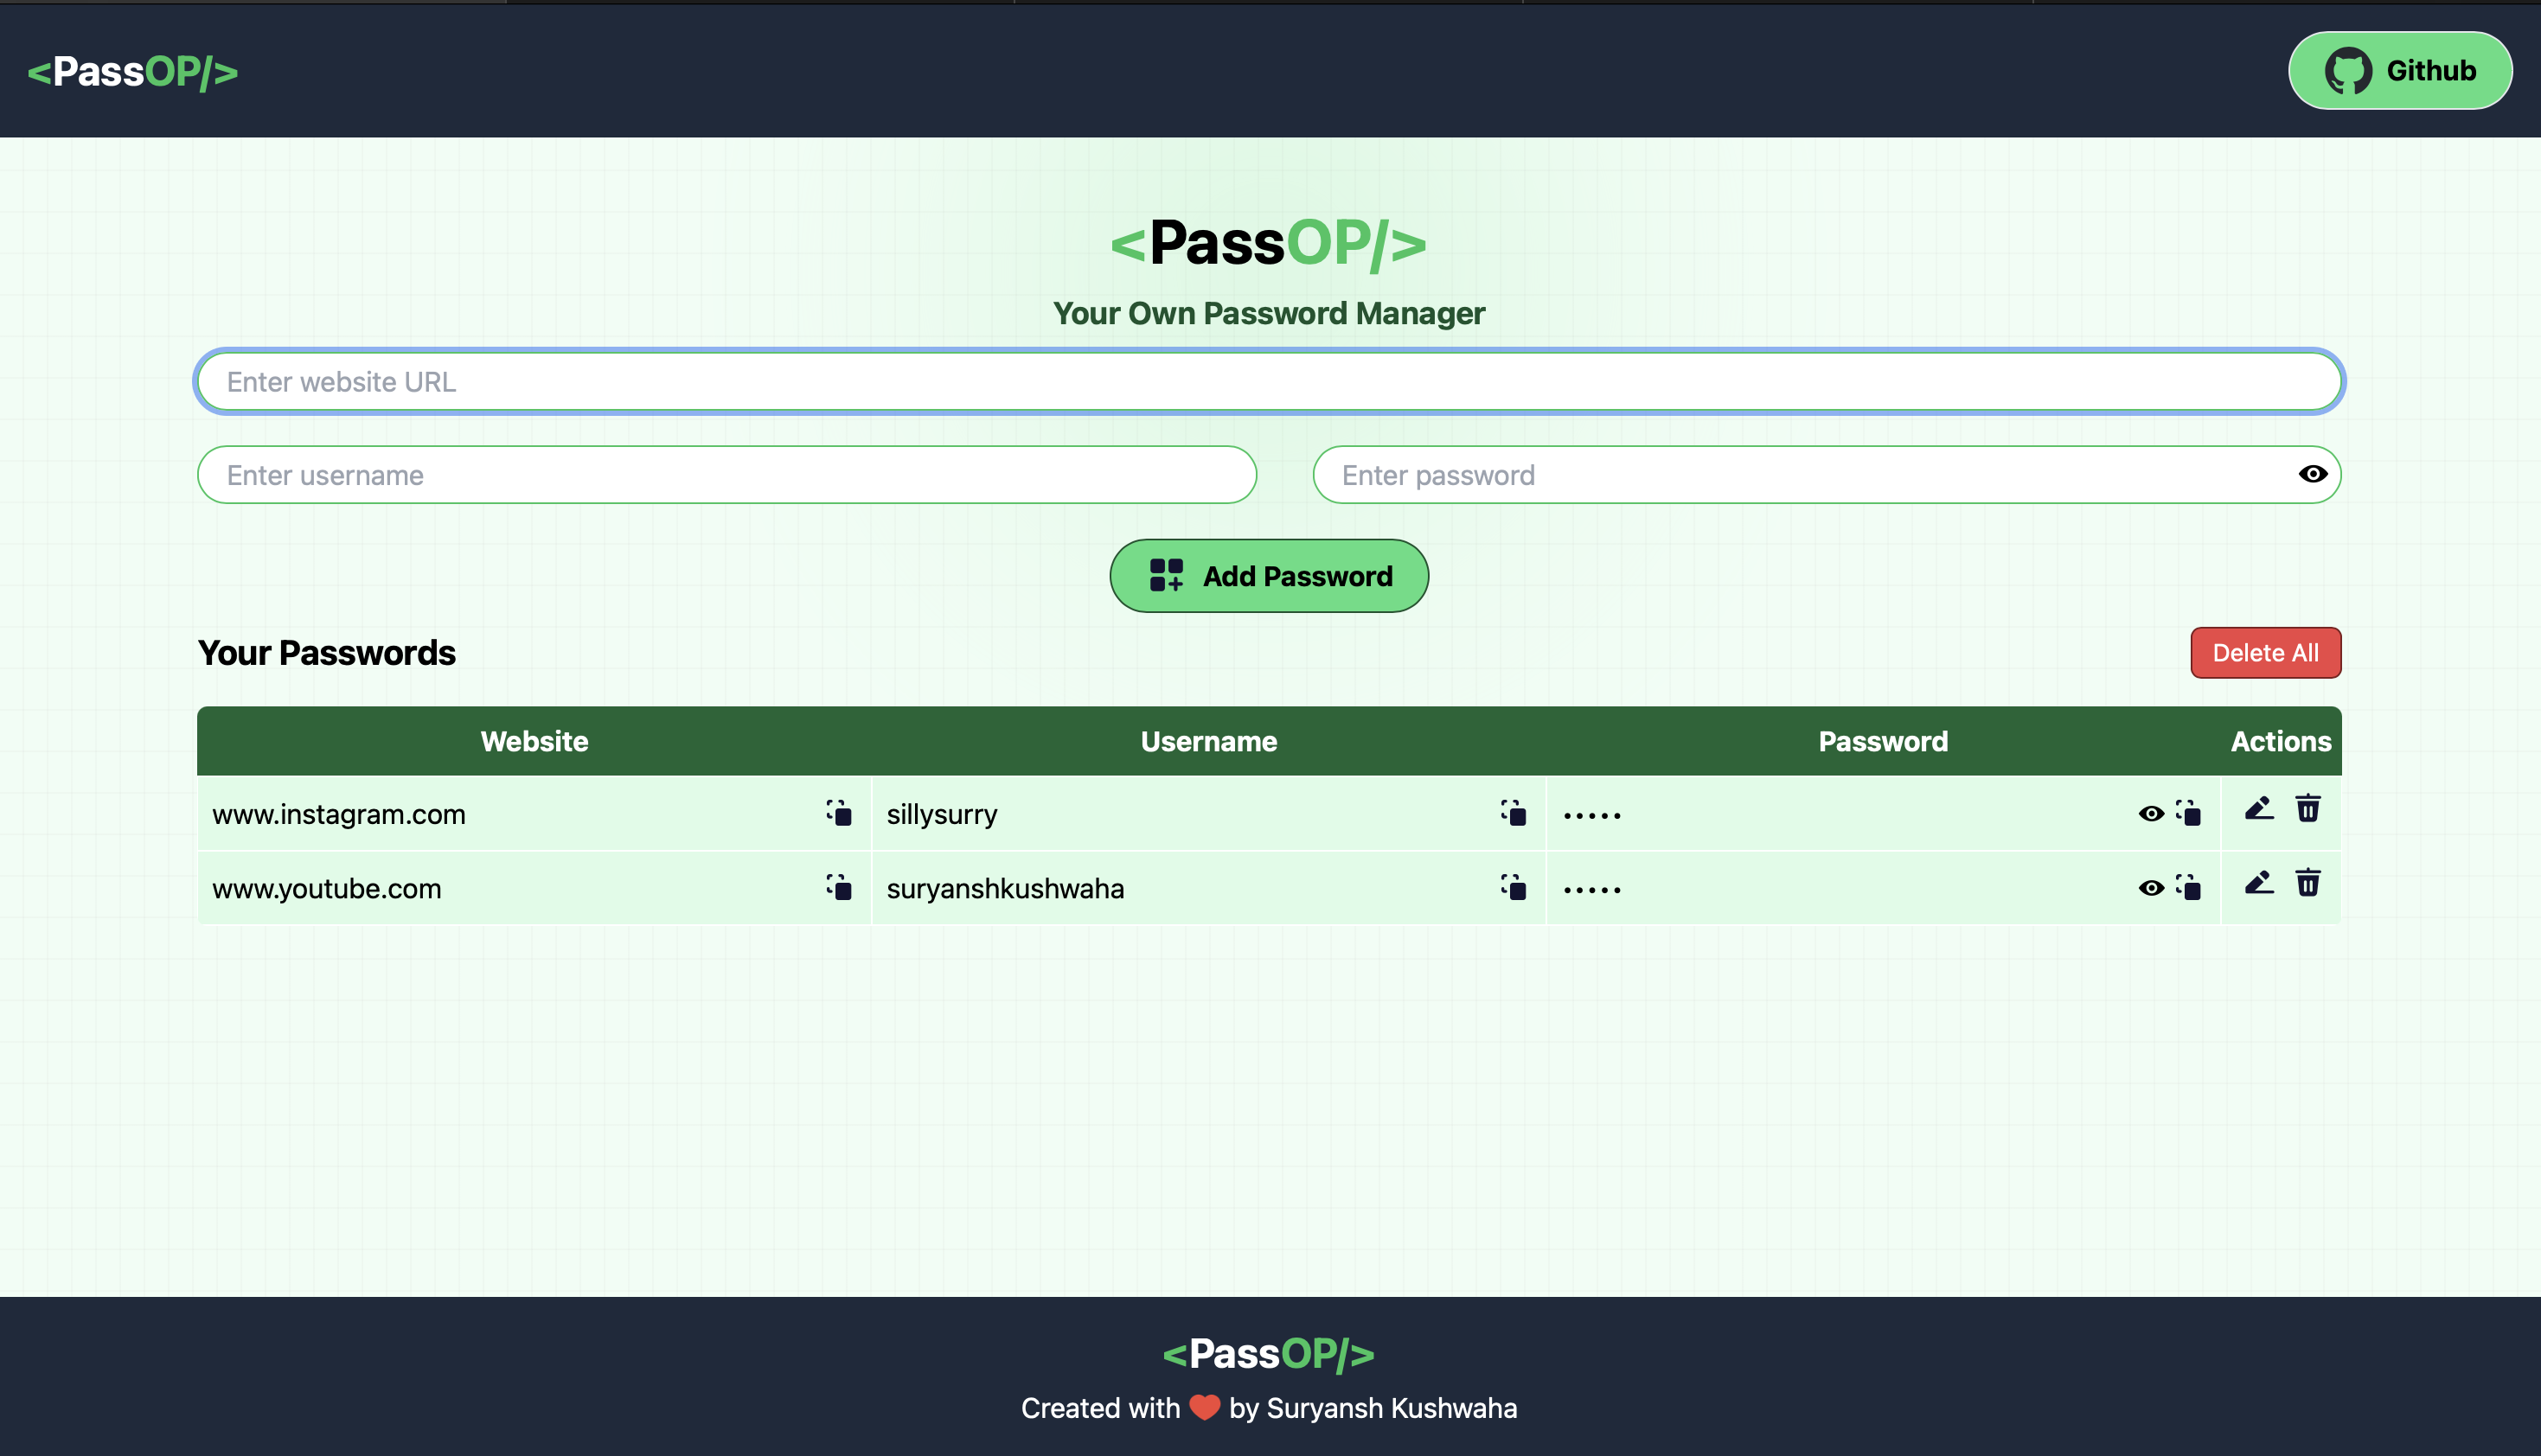 <PassOP/>
Github
<PassOP/>
Your Own Password Manager
Enter website URL
Enter username
Enter password
Add Password
Your Passwords
Delete All
Website Username Password Actions
www.instagram.com sillysurry •••••
www.youtube.com suryanshkushwaha •••••
<PassOP/>
Created with ❤️ by Suryansh Kushwaha